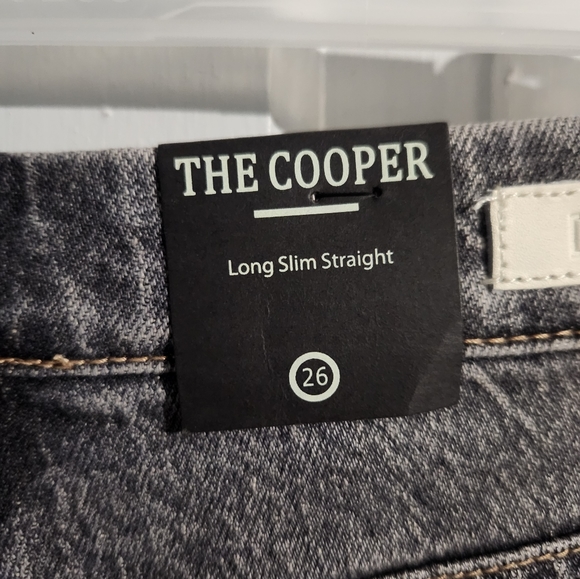 THE COOPER
Long Slim Straight
26